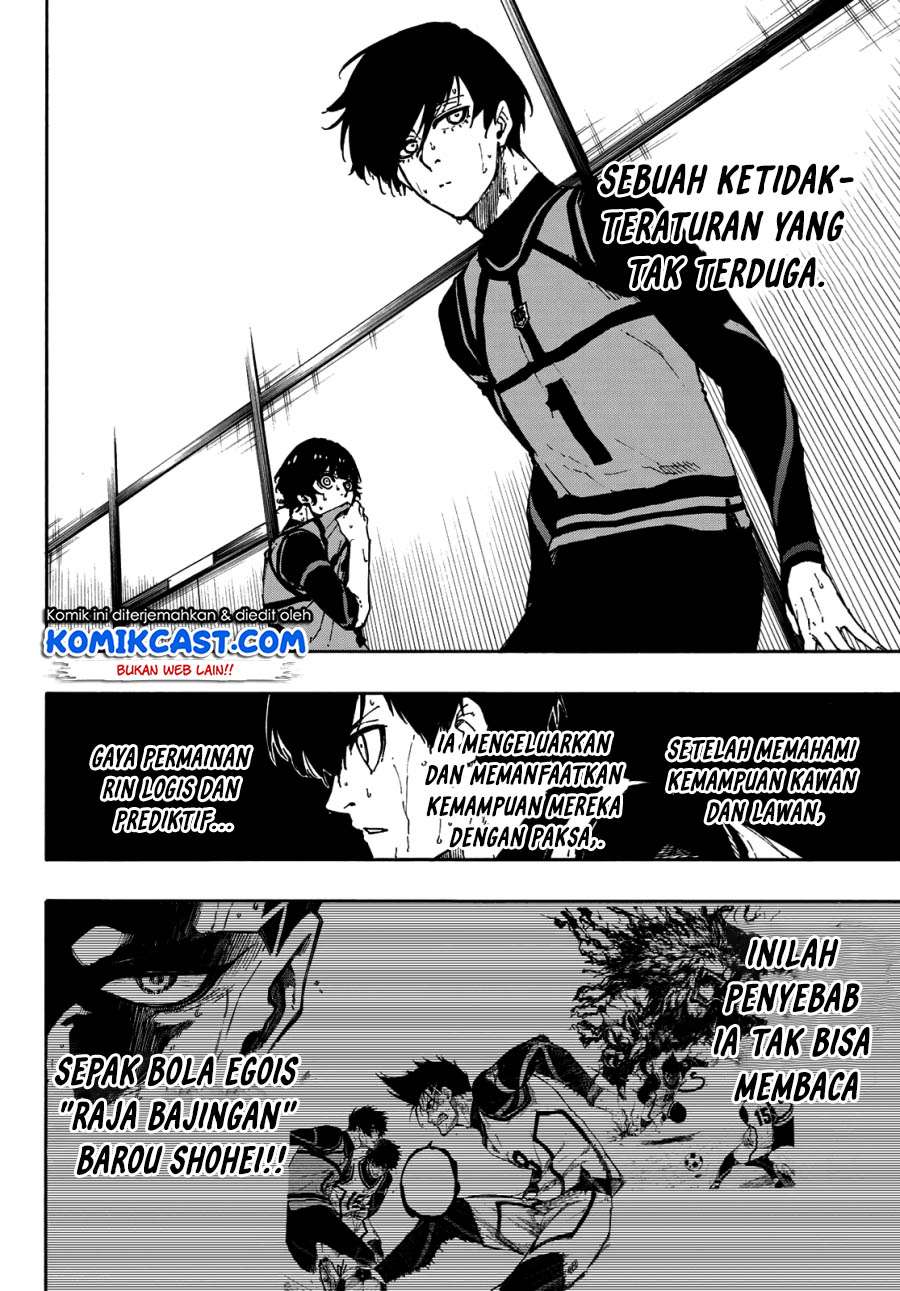 SEBUAH KETIDAK-
TERATURAN YANG
TAK TERDUGA.
1
Komik ini diterjemahkan & diedit oleh
KOMIKCAST.COM
BUKAN WEB LAIN!!
SETELAH MEMAHAMI
KEMAMPUAN KAWAN
DAN LAWAN,
IA MENGELUARKAN
DAN MEMANFAATKAN
KEMAMPUAN MEREKA
DENGAN PAKSA,.
GAYA PERMAINAN
RIN LOGIS DAN
PREDIKTIF...
INILAH
PENYEBAB
IA TAK BISA
MEMBACA
15
SEPAK BOLA EGOIS
"RAJA BAJINGAN"
BAROU SHOHEI!!